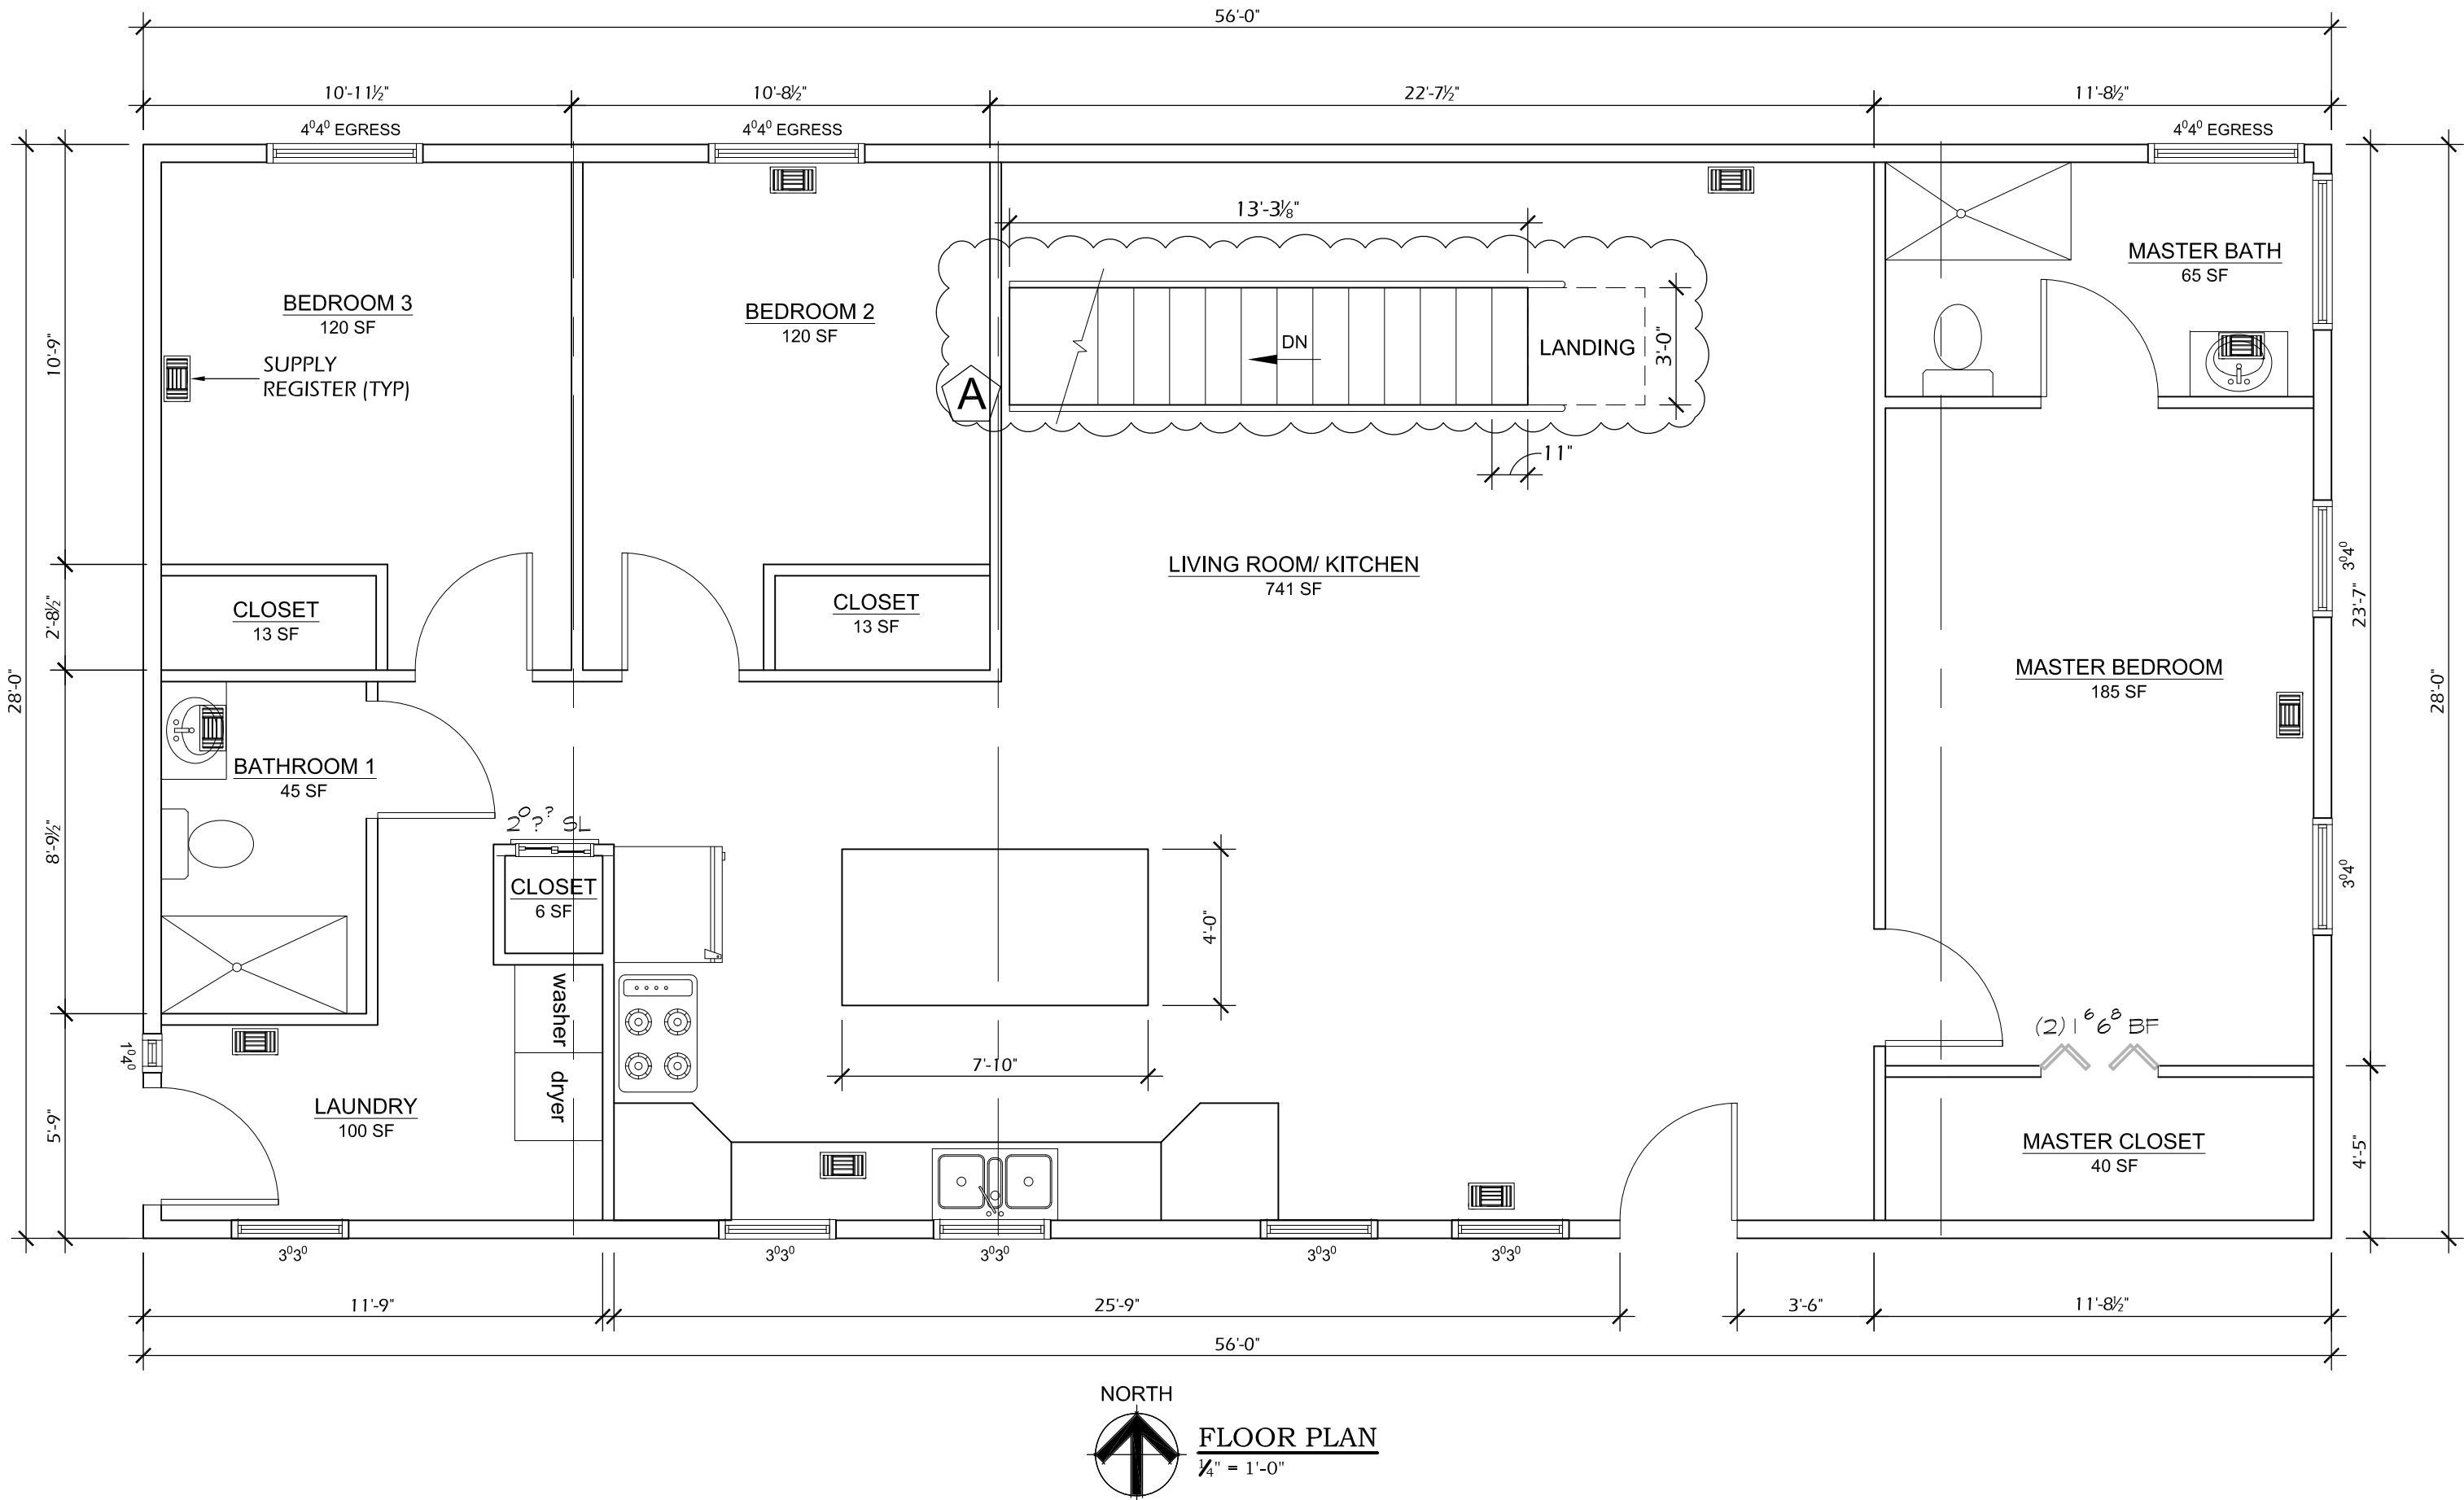 56'-0"
10'-11½"
10'-8½"
22'-7½"
11'-8½"
4⁰4⁰ EGRESS
4⁰4⁰ EGRESS
4⁰4⁰ EGRESS
13'-3⅛"
MASTER BATH
65 SF
BEDROOM 3
120 SF
BEDROOM 2
120 SF
DN
LANDING
3'-0"
10'-9"
SUPPLY
REGISTER (TYP)
A
11"
LIVING ROOM/ KITCHEN
741 SF
3⁰4⁰
23'-7"
CLOSET
13 SF
CLOSET
13 SF
2'-8½"
28'-0"
28'-0"
MASTER BEDROOM
185 SF
BATHROOM 1
45 SF
8'-9½"
2⁰?? SL
CLOSET
6 SF
4'-0"
3⁰4⁰
washer
dryer
1⁰4⁰
7'-10"
(2) 1⁶6⁸ BF
LAUNDRY
100 SF
5'-9"
MASTER CLOSET
40 SF
4'-5"
3⁰3⁰
3⁰3⁰
3⁰3⁰
3⁰3⁰
3⁰3⁰
11'-9"
25'-9"
3'-6"
11'-8½"
56'-0"
NORTH
FLOOR PLAN
¼" = 1'-0"